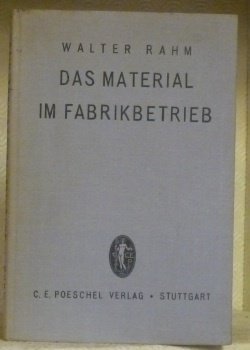 WALTER RAHM
DAS MATERIAL
IM FABRIKBETRIEB
C. E. POESCHEL VERLAG • STUTTGART